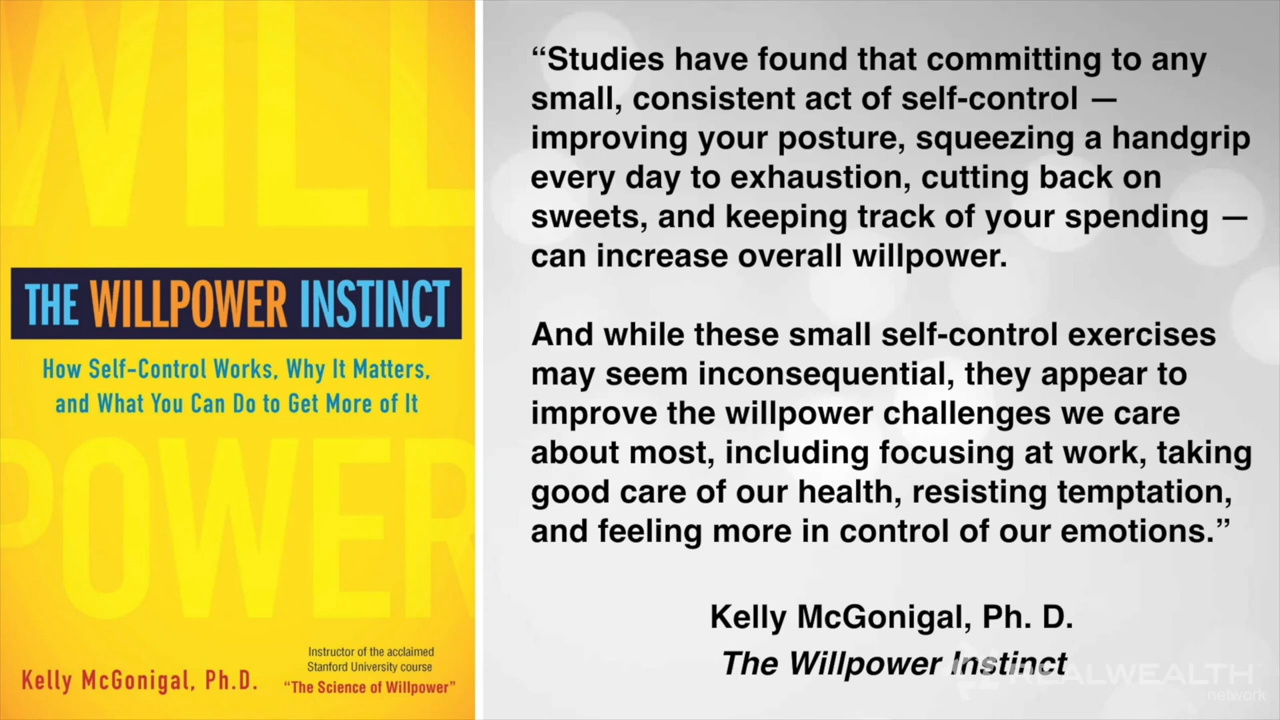 WILL
POWER
THE WILLPOWER INSTINCT
How Self-Control Works, Why It Matters,
and What You Can Do to Get More of It
Kelly McGonigal, Ph.D.
Instructor of the acclaimed
Stanford University course
“The Science of Willpower”
“Studies have found that committing to any
small, consistent act of self-control —
improving your posture, squeezing a handgrip
every day to exhaustion, cutting back on
sweets, and keeping track of your spending —
can increase overall willpower.
And while these small self-control exercises
may seem inconsequential, they appear to
improve the willpower challenges we care
about most, including focusing at work, taking
good care of our health, resisting temptation,
and feeling more in control of our emotions.”
Kelly McGonigal, Ph. D.
The Willpower Instinct
REALWEALTH
network